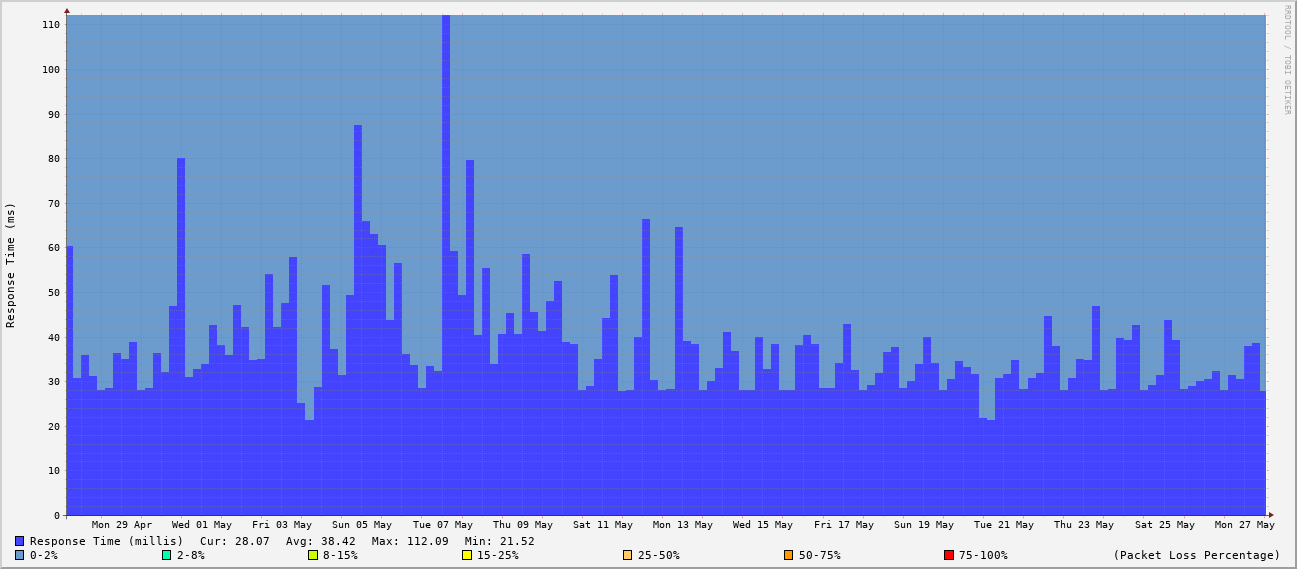 RRDTOOL / TOBI OETIKER
Response Time (ms)
110
100
90
80
70
60
50
40
30
20
10
0
Mon 29 Apr Wed 01 May Fri 03 May Sun 05 May Tue 07 May Thu 09 May Sat 11 May Mon 13 May Wed 15 May Fri 17 May Sun 19 May Tue 21 May Thu 23 May Sat 25 May Mon 27 May
Response Time (millis) Cur: 28.07 Avg: 38.42 Max: 112.09 Min: 21.52
0-2% 2-8% 8-15% 15-25% 25-50% 50-75% 75-100% (Packet Loss Percentage)